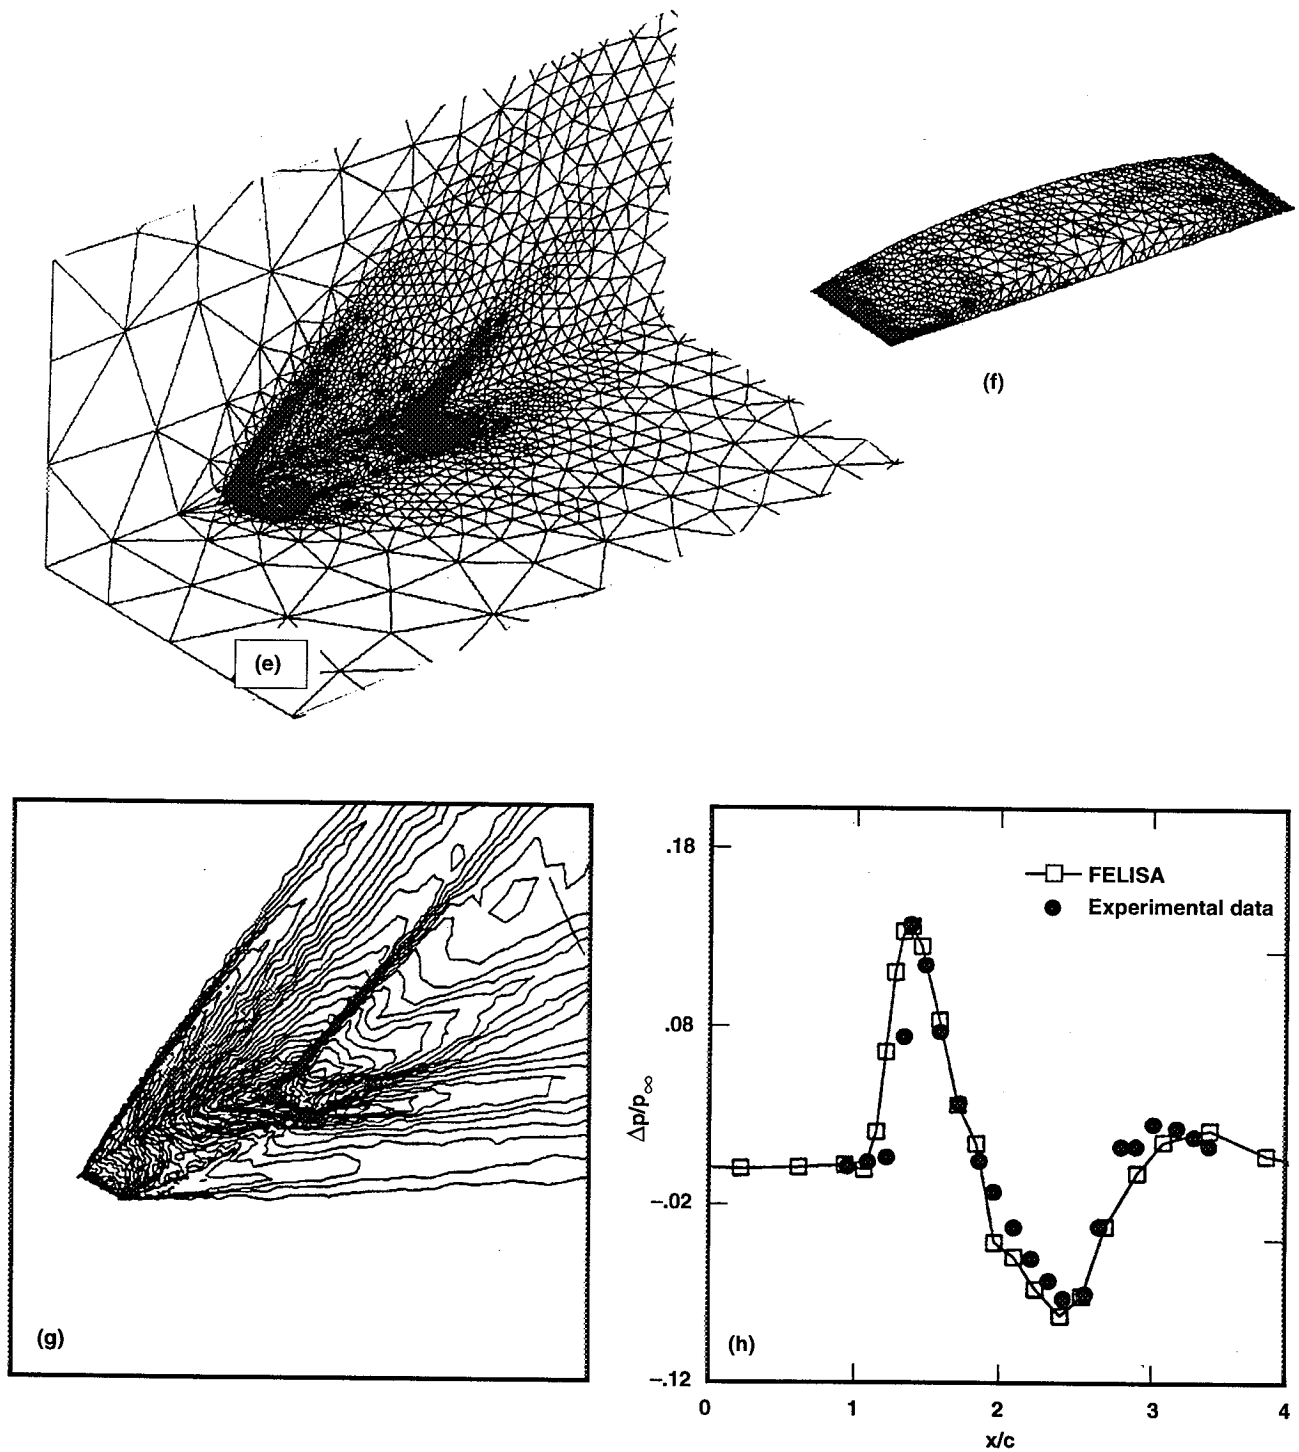 (f)
(e)
(g)
.18
.08
–.02
–.12
Δp/p∞
FELISA
Experimental data
(h)
0 1 2 3 4
x/c